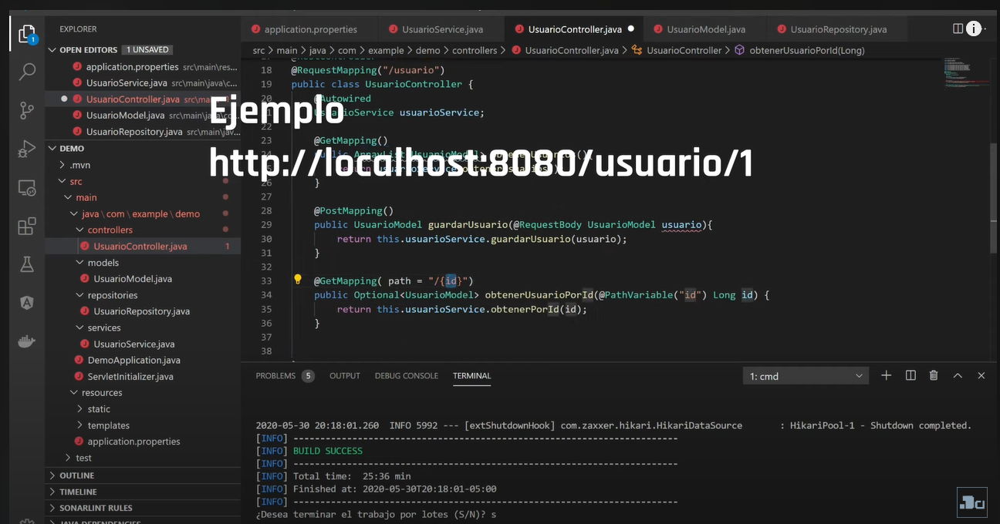 EXPLORER
OPEN EDITORS 1 UNSAVED
application.properties src\main\res...
UsuarioService.java src\main\java\c...
UsuarioController.java src\ma
UsuarioModel.java src\main\java\co
UsuarioRepository.java src\main\jav...
DEMO
.mvn
src
main
java \ com \ example \ demo
controllers
UsuarioController.java 1
models
UsuarioModel.java
repositories
UsuarioRepository.java
services
UsuarioService.java
DemoApplication.java
ServletInitializer.java
resources
static
templates
application.properties
test
OUTLINE
TIMELINE
SONARLINT RULES
JAVA DEPENDENCIES
application.properties UsuarioService.java UsuarioController.java UsuarioModel.java UsuarioRepository.java
src > main > java > com > example > demo > controllers > UsuarioController.java > UsuarioController > obtenerUsuarioPorId(Long)
18 @RequestMapping("/usuario")
19 public class UsuarioController {
20 @Autowired
UsuarioService usuarioService;
Ejemplo
22
23 @GetMapping()
http://localhost:8080/usuario/1
26 }
27
28 @PostMapping()
29 public UsuarioModel guardarUsuario(@RequestBody UsuarioModel usuario){
30 return this.usuarioService.guardarUsuario(usuario);
31 }
32
33 @GetMapping( path = "/{id}")
34 public Optional<UsuarioModel> obtenerUsuarioPorId(@PathVariable("id") Long id) {
35 return this.usuarioService.obtenerPorId(id);
36 }
37
38
PROBLEMS 5 OUTPUT DEBUG CONSOLE TERMINAL 1: cmd
2020-05-30 20:18:01.260 INFO 5992 --- [extShutdownHook] com.zaxxer.hikari.HikariDataSource : HikariPool-1 - Shutdown completed.
[INFO] ------------------------------------------------------------------------
[INFO] BUILD SUCCESS
[INFO] ------------------------------------------------------------------------
[INFO] Total time: 25:36 min
[INFO] Finished at: 2020-05-30T20:18:01-05:00
[INFO] ------------------------------------------------------------------------
¿Desea terminar el trabajo por lotes (S/N)? s